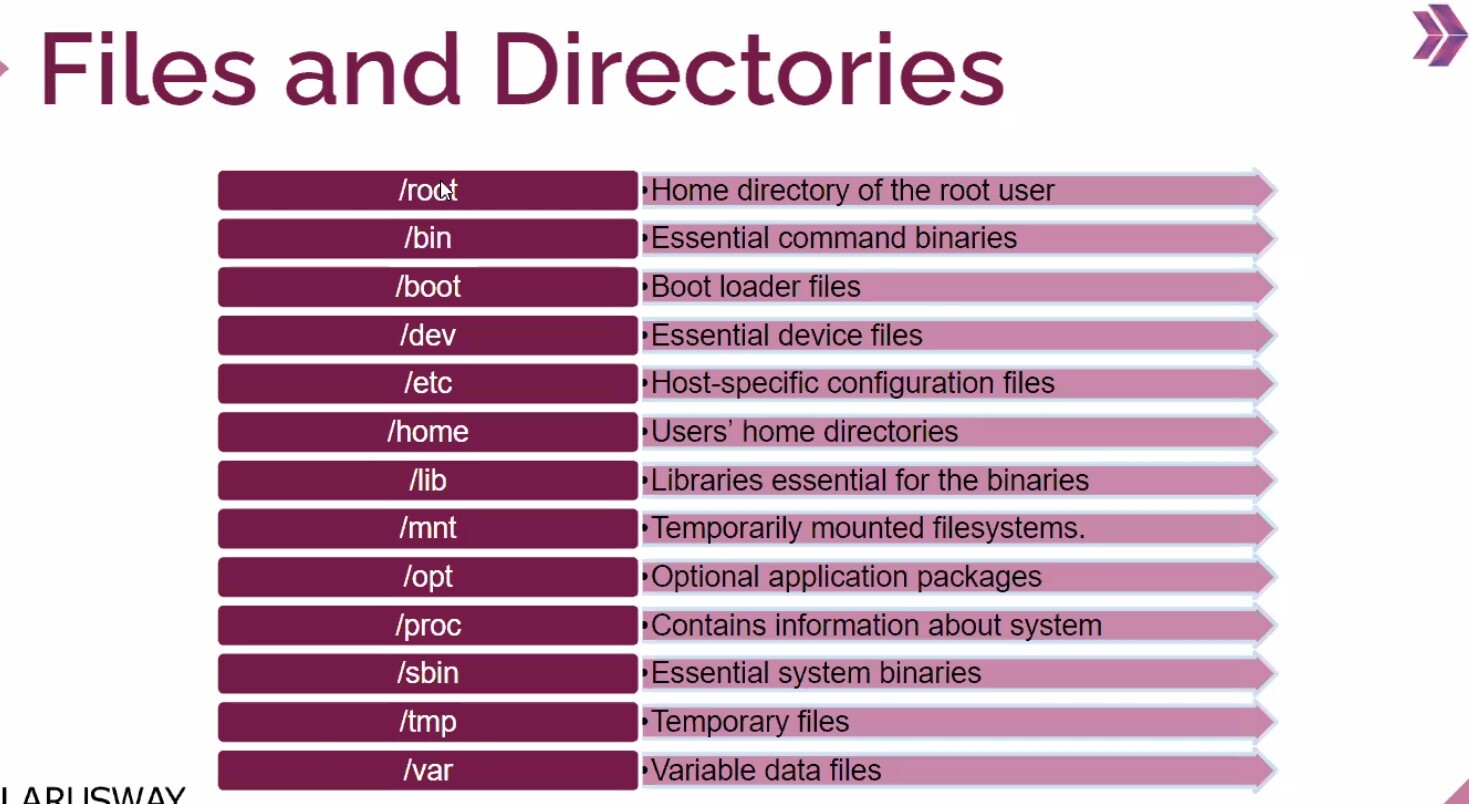 Files and Directories
/root
•Home directory of the root user
/bin
•Essential command binaries
/boot
•Boot loader files
/dev
•Essential device files
/etc
•Host-specific configuration files
/home
•Users’ home directories
/lib
•Libraries essential for the binaries
/mnt
•Temporarily mounted filesystems.
/opt
•Optional application packages
/proc
•Contains information about system
/sbin
•Essential system binaries
/tmp
•Temporary files
/var
•Variable data files
LARUSWAY